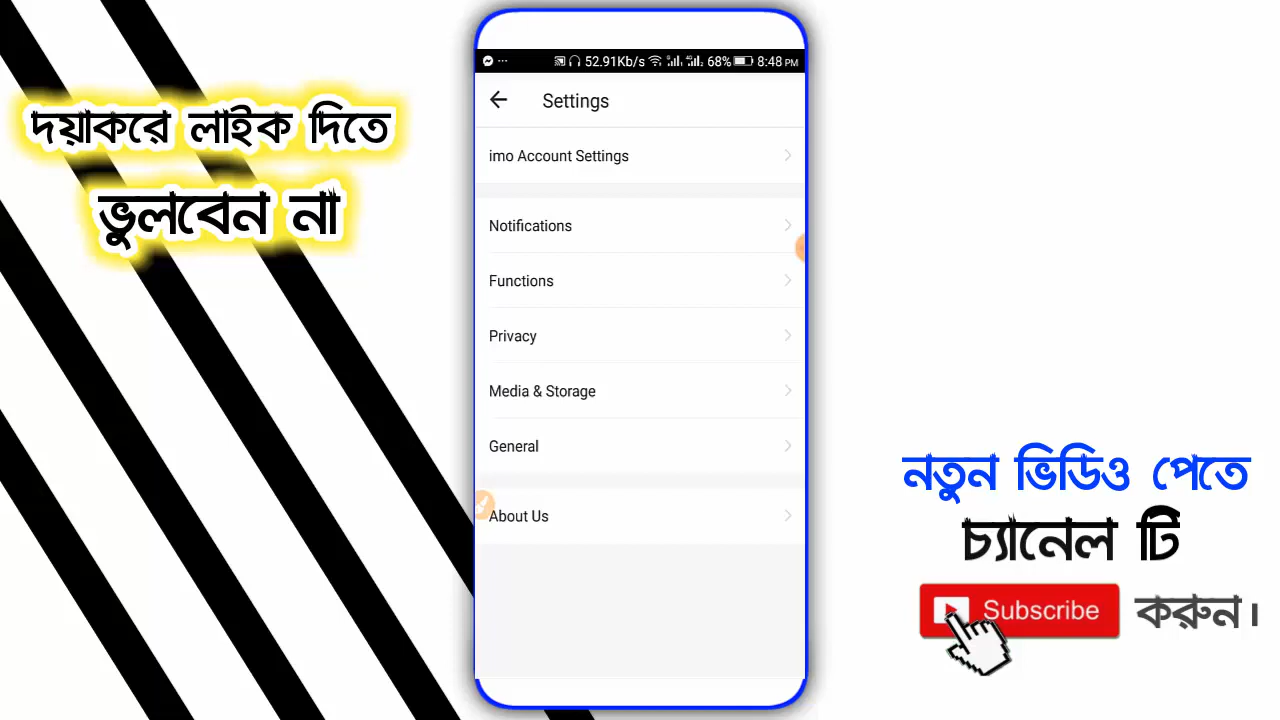 দয়াকরে লাইক দিতে
ভুলবেন না
52.91Kb/s 68% 8:48 PM
Settings
imo Account Settings
Notifications
Functions
Privacy
Media & Storage
General
About Us
নতুন ভিডিও পেতে
চ্যানেল টি
Subscribe করুন।